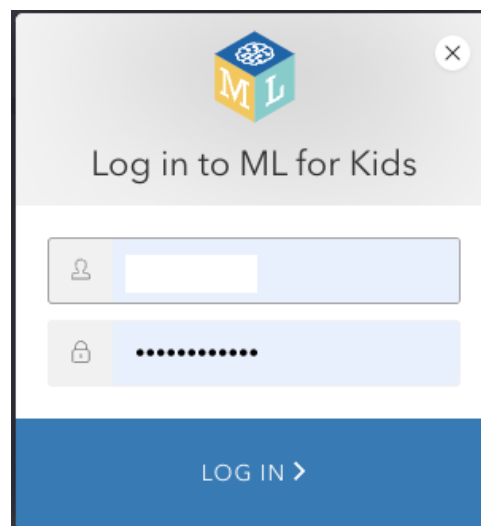 M L
Log in to ML for Kids
••••••••••••
LOG IN >